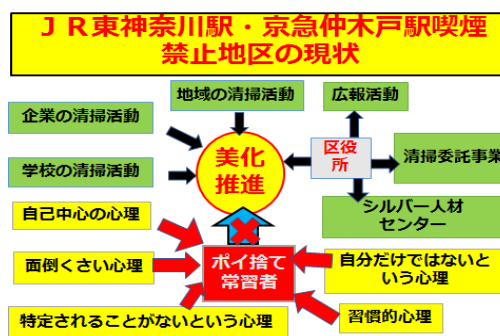 ＪＲ東神奈川駅・京急仲木戸駅喫煙
禁止地区の現状
地域の清掃活動
広報活動
企業の清掃活動
美化
推進
区役
所
清掃委託事業
学校の清掃活動
シルバー人材
センター
自己中心の心理
ポイ捨て
常習者
自分だけではないと
いう心理
面倒くさい心理
特定されることがないという心理
習慣的心理